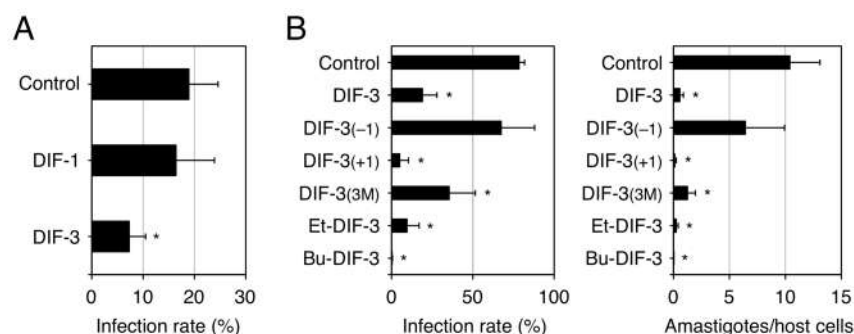 A
Control
DIF-1
DIF-3
*
0 10 20 30
Infection rate (%)
B
Control
DIF-3
*
DIF-3(−1)
DIF-3(+1)
*
DIF-3(3M)
*
Et-DIF-3
*
Bu-DIF-3
*
0 50 100
Infection rate (%)
Control
DIF-3
*
DIF-3(−1)
DIF-3(+1)
*
DIF-3(3M)
*
Et-DIF-3
*
Bu-DIF-3
*
0 5 10 15
Amastigotes/host cells